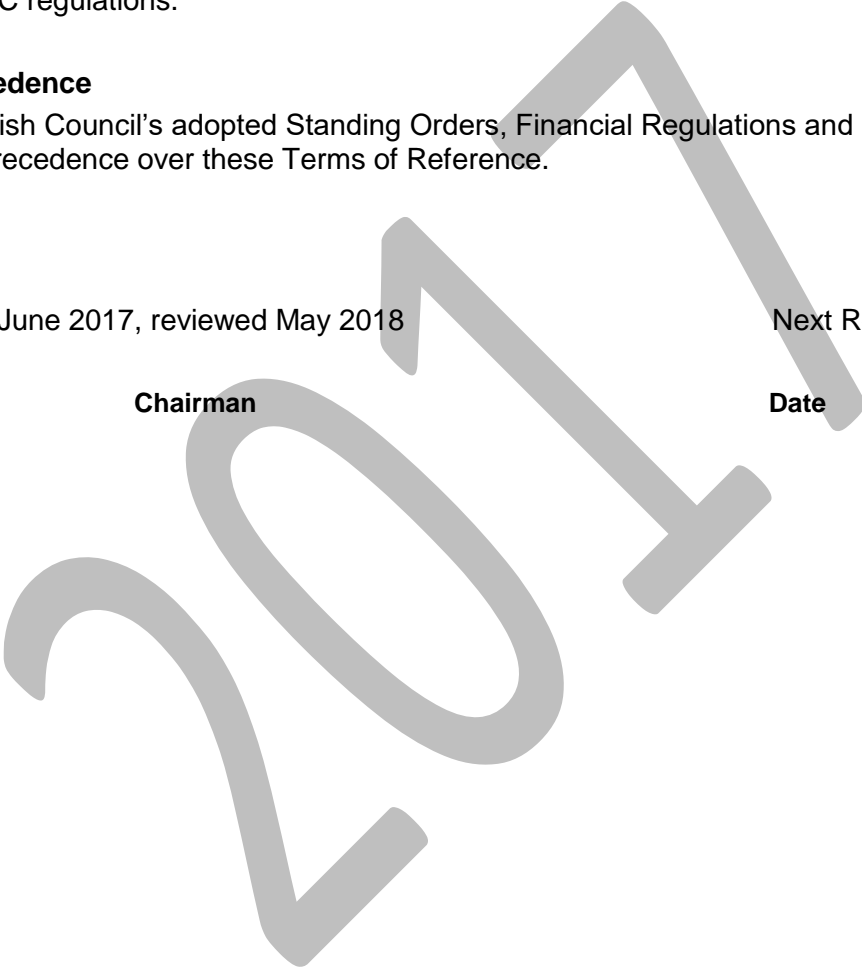 C regulations.
edence
ish Council’s adopted Standing Orders, Financial Regulations and
recedence over these Terms of Reference.
June 2017, reviewed May 2018 Next R
Chairman Date
2017